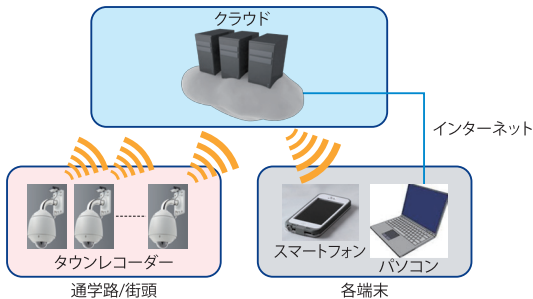 クラウド
インターネット
スマートフォン
パソコン
タウンレコーダー
通学路/街頭
各端末